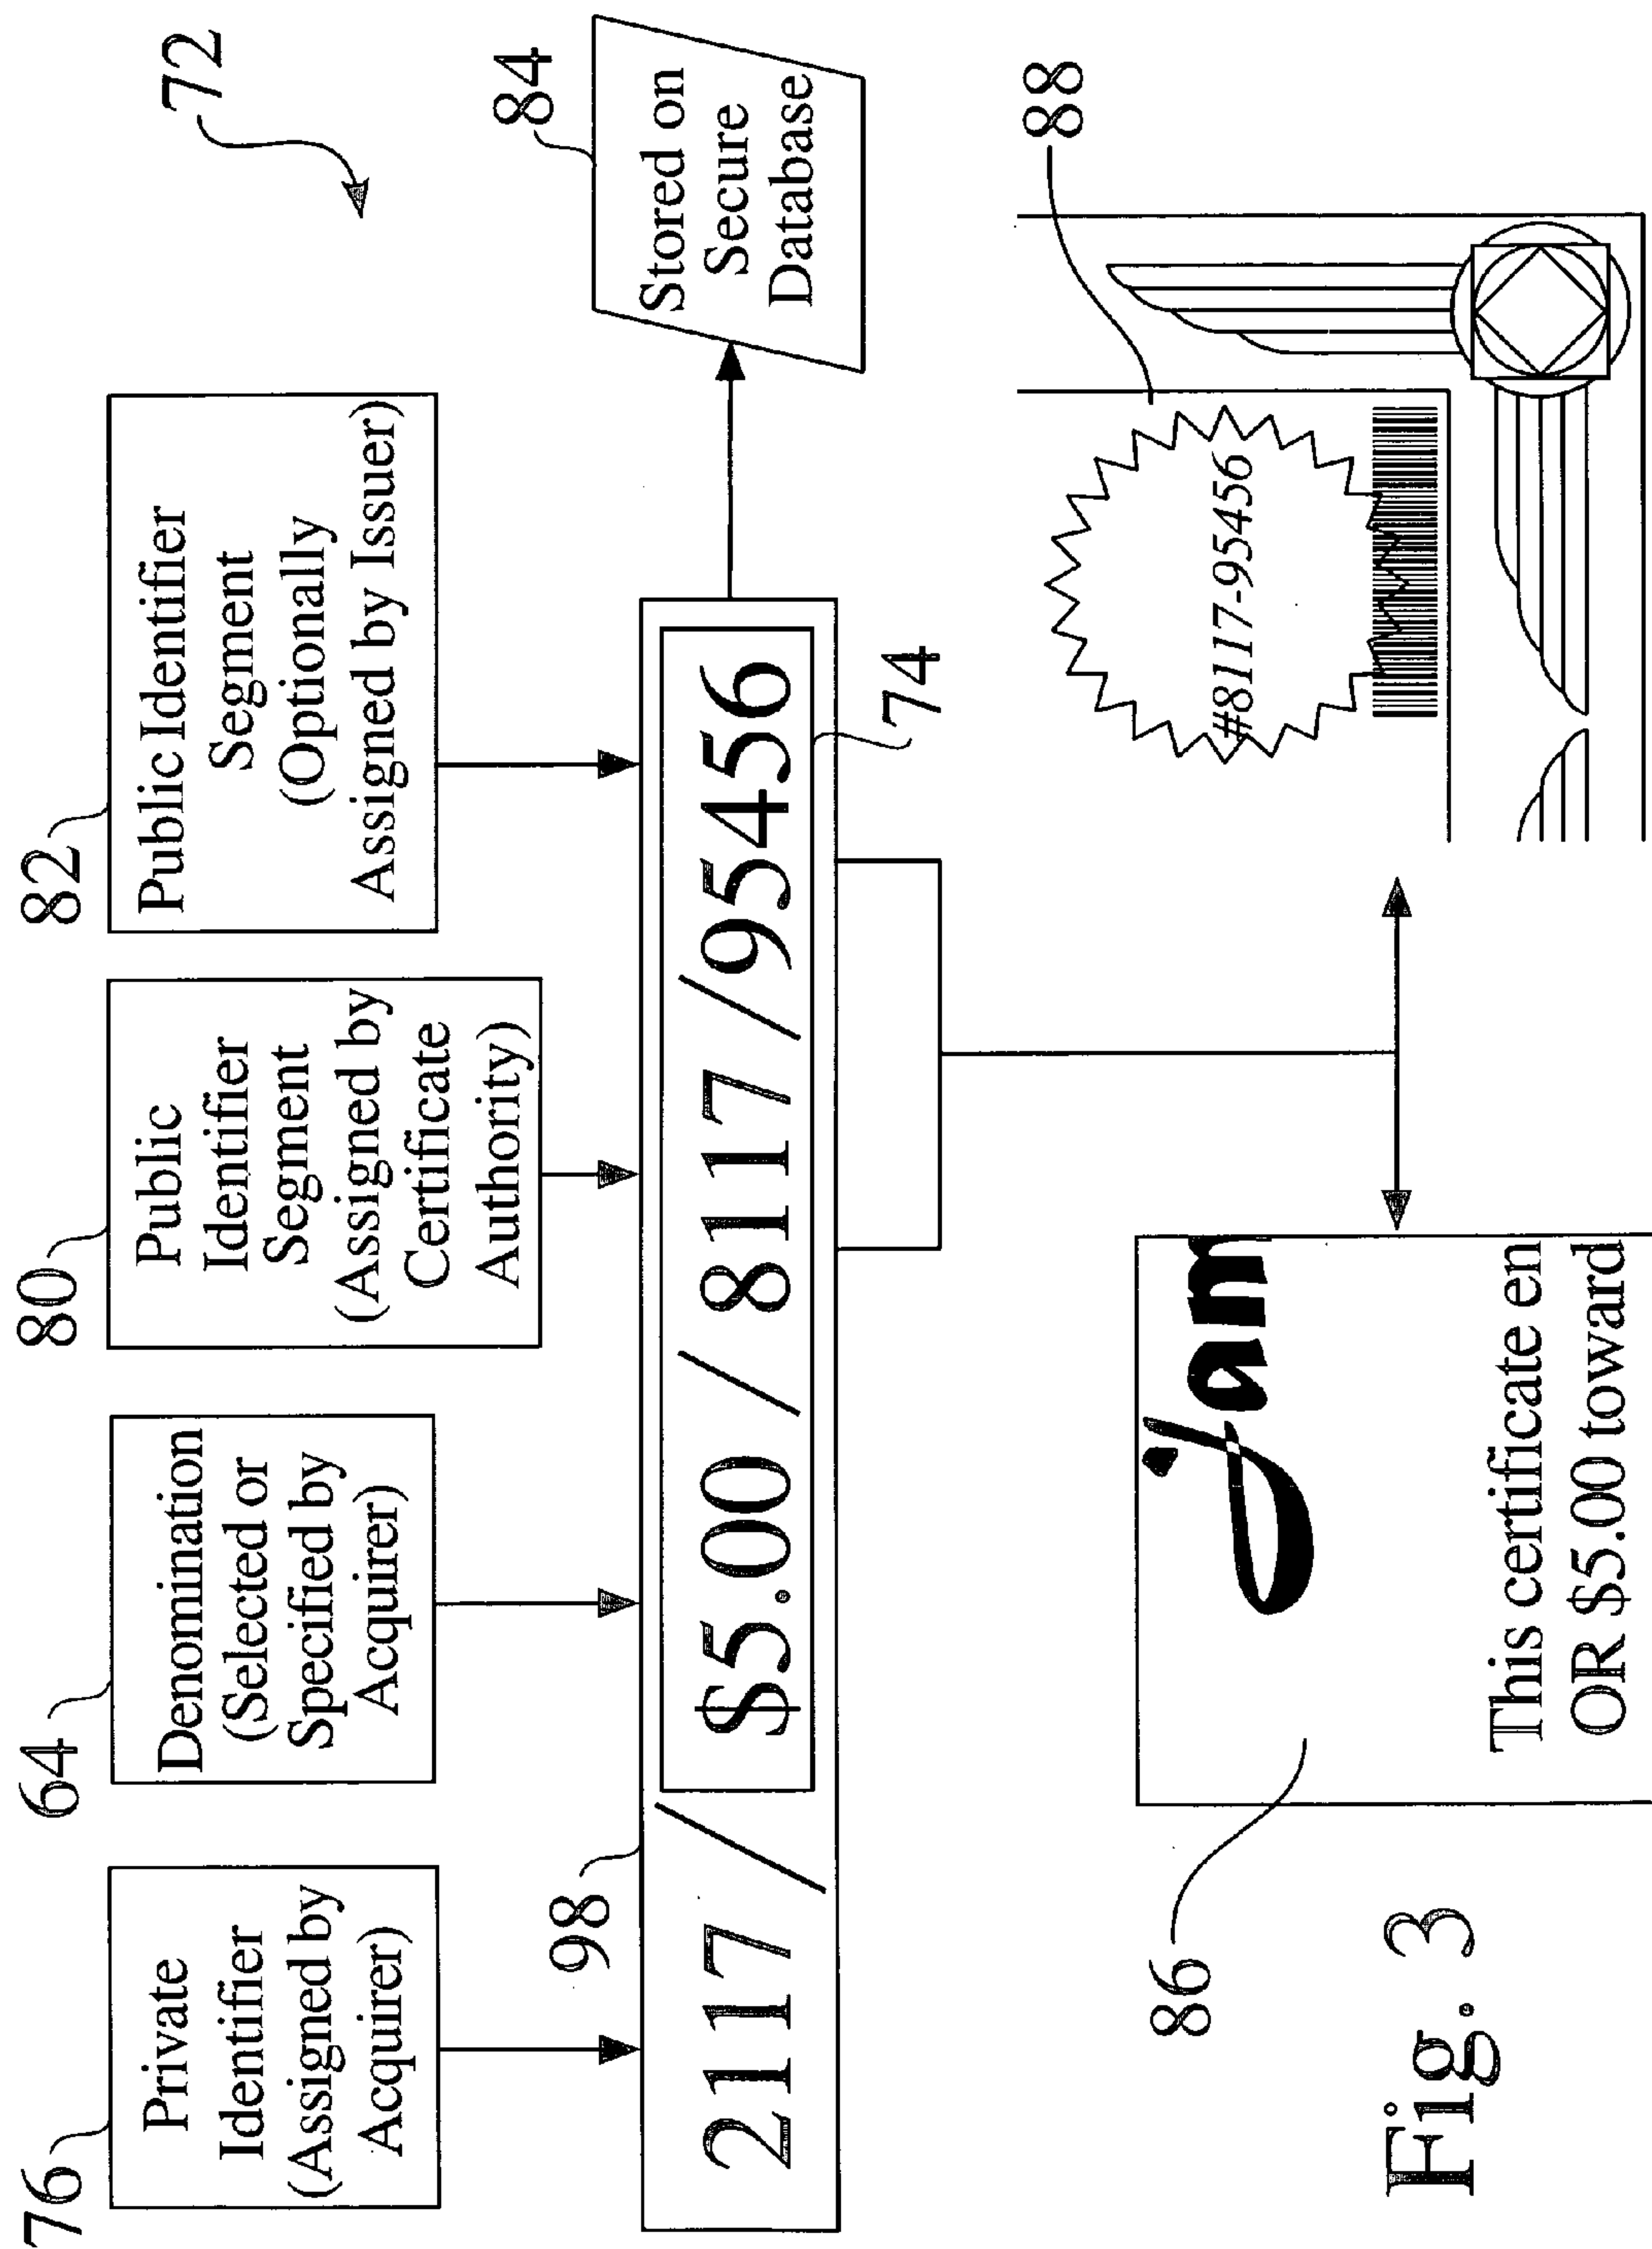 72
76
Private
Identifier
(Assigned by
Acquirer)
64
Denomination
(Selected or
Specified by
Acquirer)
80
Public
Identifier
Segment
(Assigned by
Certificate
Authority)
82
Public Identifier
Segment
(Optionally
Assigned by Issuer)
98
2117 / $5.00 / 8117 /95456
84
Stored on
Secure
Database
74
86
Jam
This certificate en
OR $5.00 toward
88
#8117-95456
Fig. 3